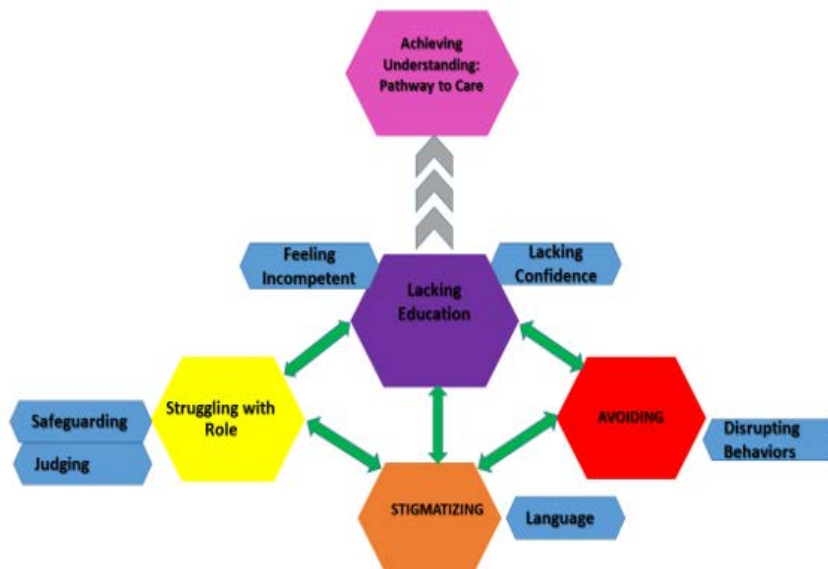 Achieving
Understanding:
Pathway to Care
Feeling
Incompetent
Lacking
Confidence
Lacking
Education
Struggling with
Role
Safeguarding
Judging
AVOIDING
Disrupting
Behaviors
STIGMATIZING
Language